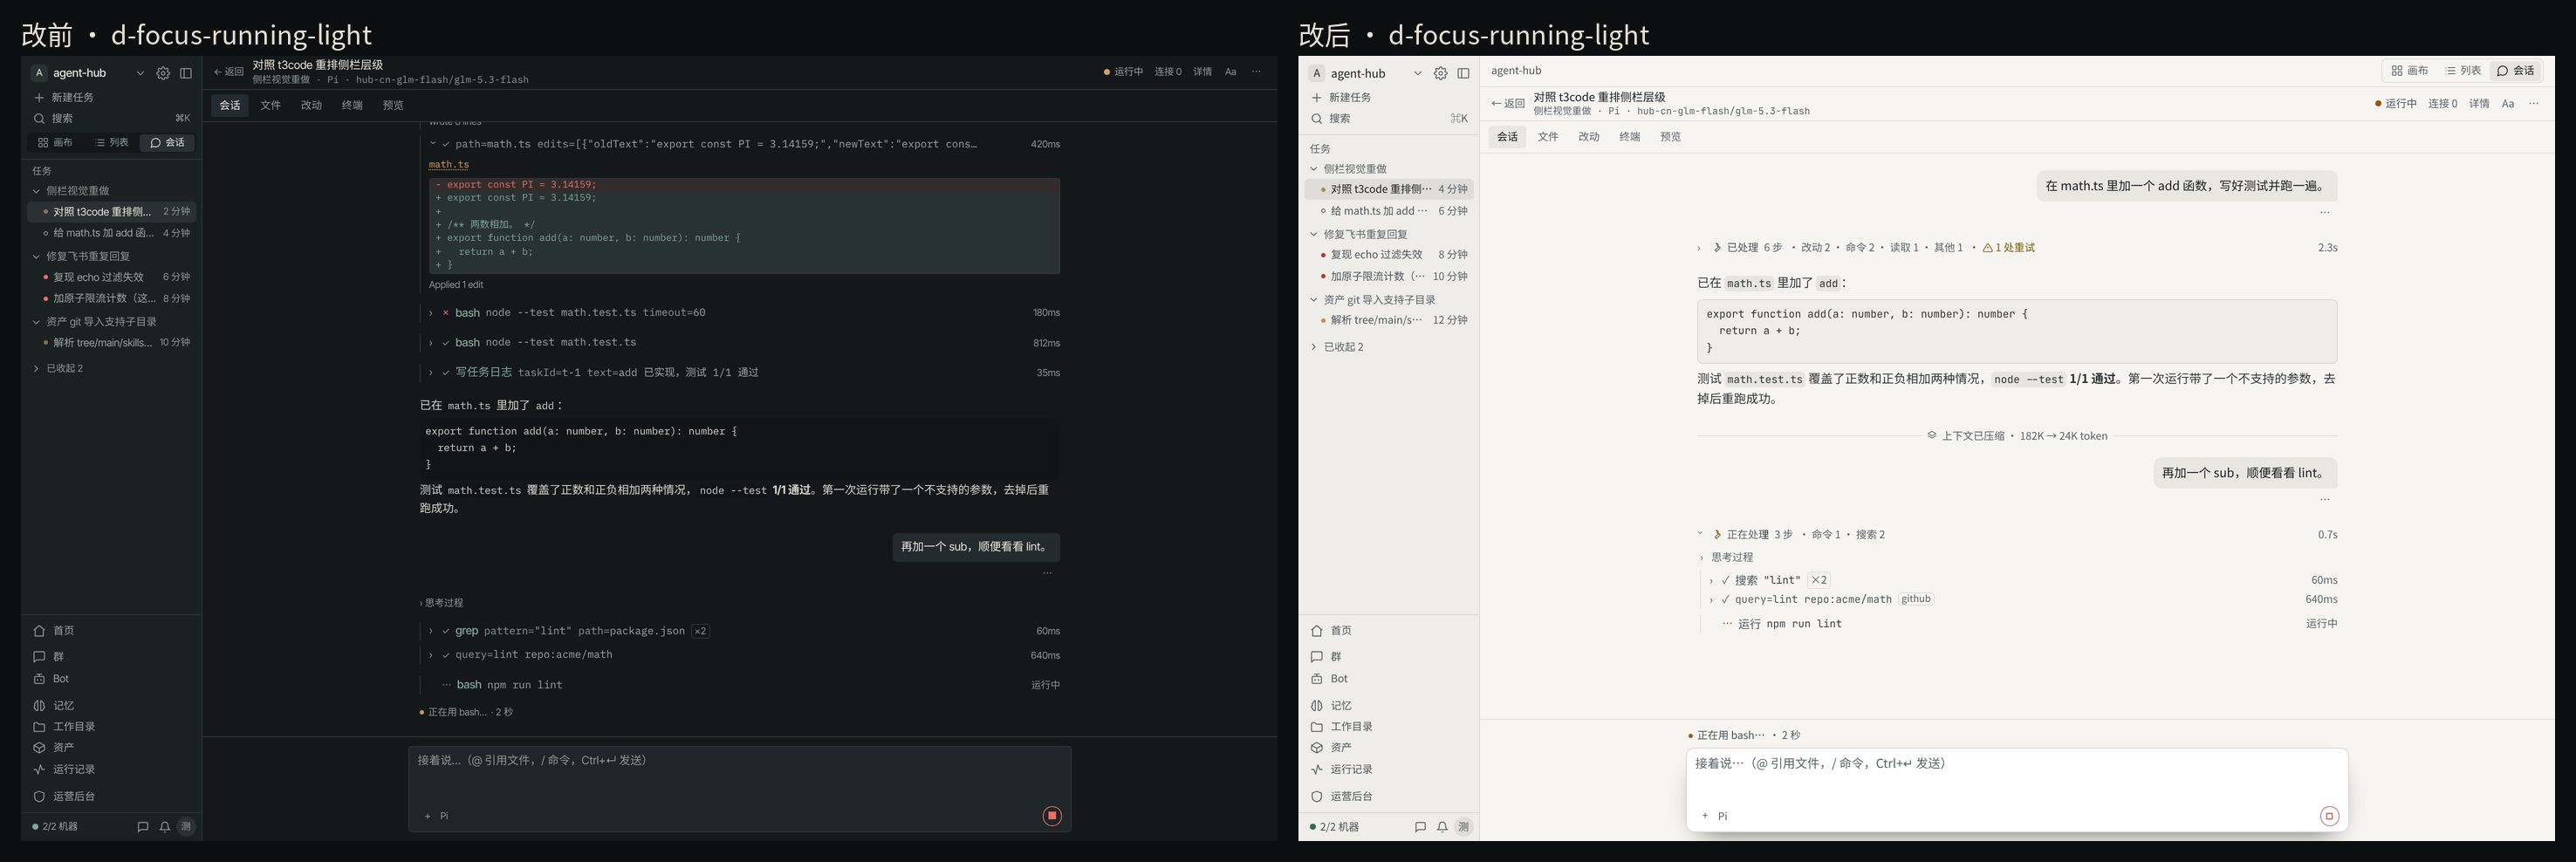 改前 · d-focus-running-light
A agent-hub
新建任务
搜索 ⌘K
画布 列表 会话
任务
侧栏视觉重做
对照 t3code 重排侧... 2 分钟
给 math.ts 加 add 函... 4 分钟
修复飞书重复回复
复现 echo 过滤失效 6 分钟
加原子限流计数（这... 8 分钟
资产 git 导入支持子目录
解析 tree/main/skills... 10 分钟
已收起 2
首页
群
Bot
记忆
工作目录
资产
运行记录
运营后台
2/2 机器 测
← 返回 对照 t3code 重排侧栏层级
侧栏视觉重做 · Pi · hub-cn-glm-flash/glm-5.3-flash
运行中 连接 0 详情 Aa ···
会话 文件 改动 终端 预览
✓ path=math.ts edits=[{"oldText":"export const PI = 3.14159;","newText":"export cons… 420ms
math.ts
- export const PI = 3.14159;
+ export const PI = 3.14159;
+
+ /** 两数相加。 */
+ export function add(a: number, b: number): number {
+   return a + b;
+ }
Applied 1 edit
› × bash node --test math.test.ts timeout=60 180ms
› ✓ bash node --test math.test.ts 812ms
› ✓ 写任务日志 taskId=t-1 text=add 已实现，测试 1/1 通过 35ms
已在 math.ts 里加了 add：
export function add(a: number, b: number): number {
  return a + b;
}
测试 math.test.ts 覆盖了正数和正负相加两种情况， node --test 1/1 通过。第一次运行带了一个不支持的参数，去掉后重
跑成功。
再加一个 sub，顺便看看 lint。
···
› 思考过程
› ✓ grep pattern="lint" path=package.json ×2 60ms
› ✓ query=lint repo:acme/math 640ms
··· bash npm run lint 运行中
正在用 bash... · 2 秒
接着说...（@ 引用文件，/ 命令，Ctrl+↵ 发送）
+ Pi
改后 · d-focus-running-light
A agent-hub
新建任务
搜索 ⌘K
任务
侧栏视觉重做
对照 t3code 重排侧… 4 分钟
给 math.ts 加 add … 6 分钟
修复飞书重复回复
复现 echo 过滤失效 8 分钟
加原子限流计数（… 10 分钟
资产 git 导入支持子目录
解析 tree/main/s… 12 分钟
已收起 2
首页
群
Bot
记忆
工作目录
资产
运行记录
运营后台
2/2 机器 测
agent-hub 画布 列表 会话
← 返回 对照 t3code 重排侧栏层级
侧栏视觉重做 · Pi · hub-cn-glm-flash/glm-5.3-flash
运行中 连接 0 详情 Aa ···
会话 文件 改动 终端 预览
在 math.ts 里加一个 add 函数，写好测试并跑一遍。
···
› 已处理 6 步 · 改动 2 · 命令 2 · 读取 1 · 其他 1 · 1 处重试 2.3s
已在 math.ts 里加了 add：
export function add(a: number, b: number): number {
  return a + b;
}
测试 math.test.ts 覆盖了正数和正负相加两种情况， node --test 1/1 通过。第一次运行带了一个不支持的参数，去
掉后重跑成功。
上下文已压缩 · 182K → 24K token
再加一个 sub，顺便看看 lint。
···
正在处理 3 步 · 命令 1 · 搜索 2 0.7s
› 思考过程
› ✓ 搜索 "lint" ×2 60ms
› ✓ query=lint repo:acme/math github 640ms
··· 运行 npm run lint 运行中
正在用 bash… · 2 秒
接着说…（@ 引用文件，/ 命令，Ctrl+↵ 发送）
+ Pi